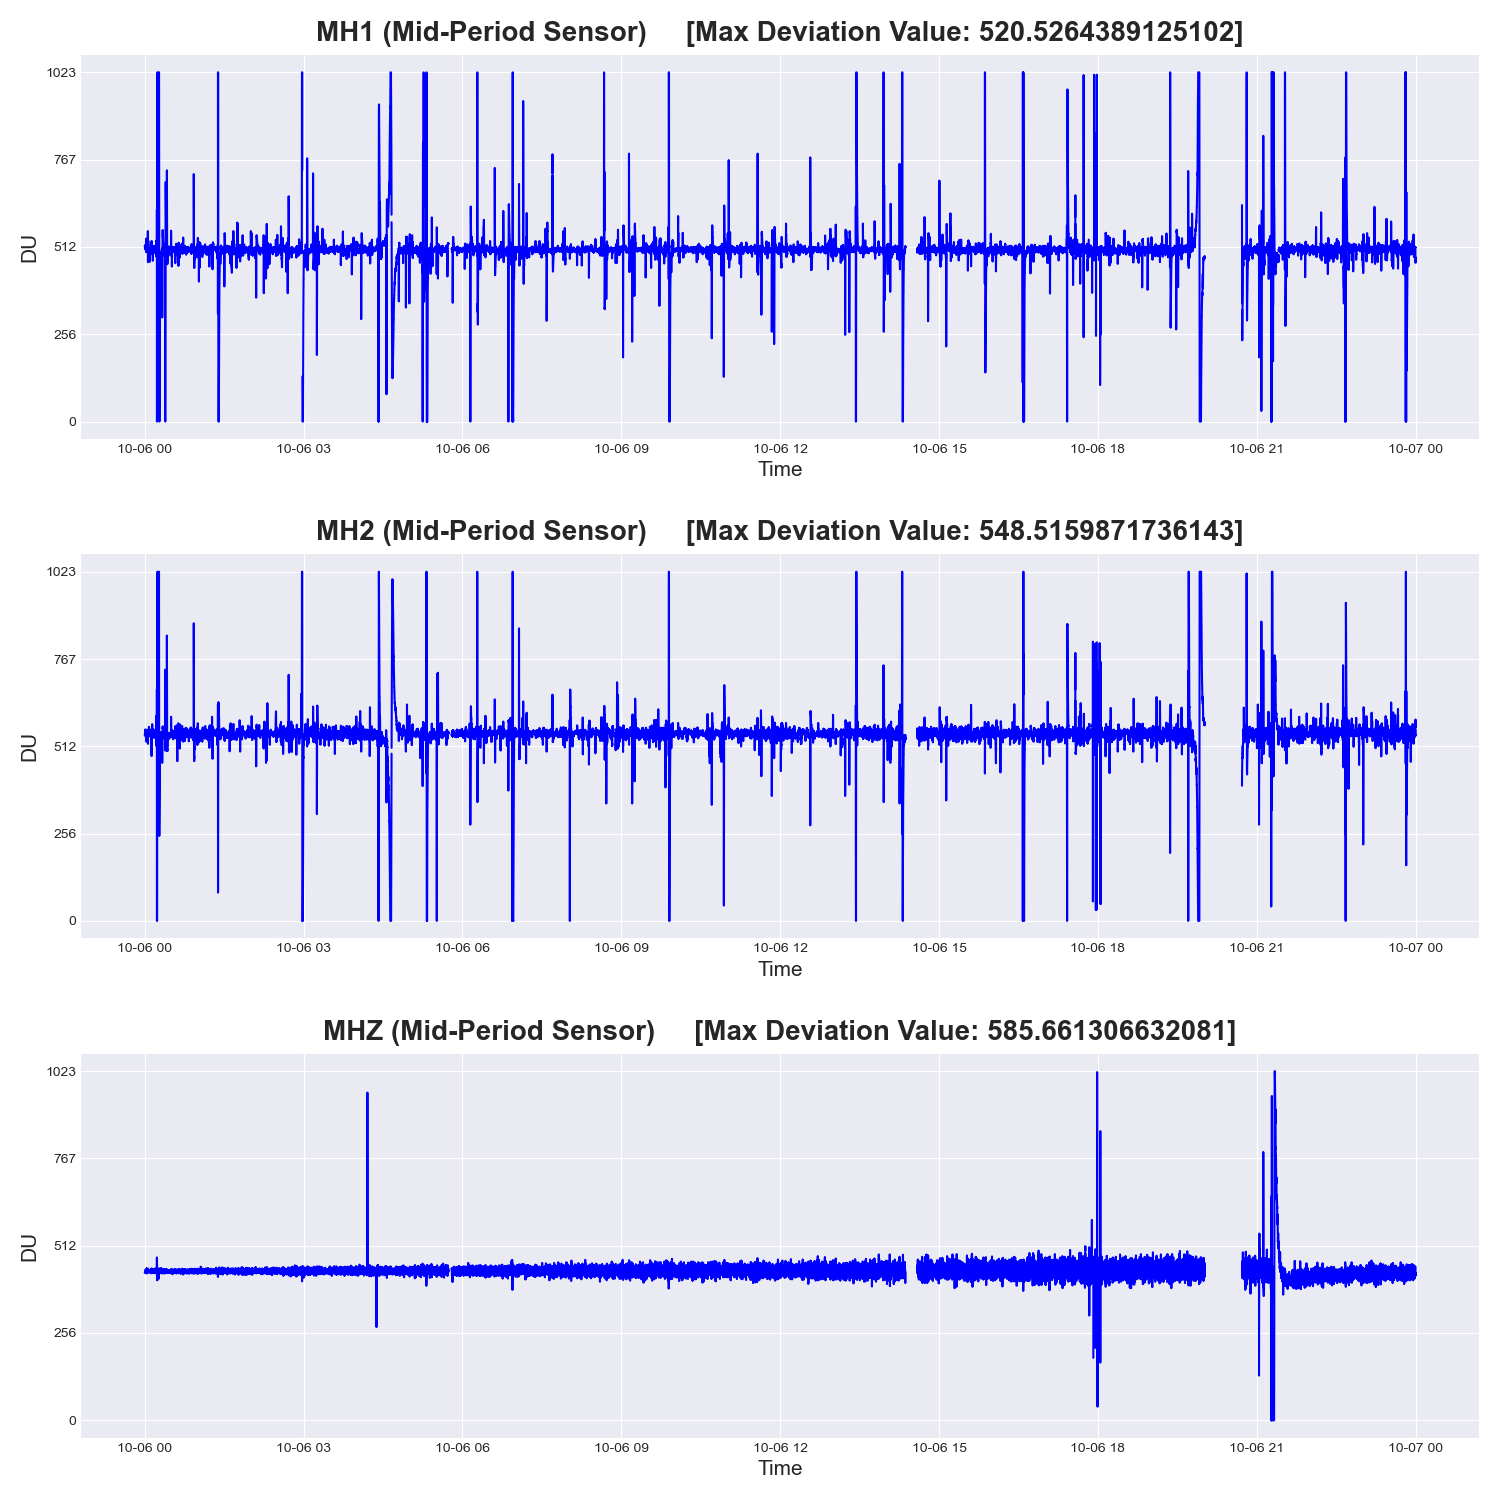 MH1 (Mid-Period Sensor) [Max Deviation Value: 520.5264389125102]
1023
767
512
256
0
DU
10-06 00 10-06 03 10-06 06 10-06 09 10-06 12 10-06 15 10-06 18 10-06 21 10-07 00
Time
MH2 (Mid-Period Sensor) [Max Deviation Value: 548.5159871736143]
1023
767
512
256
0
DU
10-06 00 10-06 03 10-06 06 10-06 09 10-06 12 10-06 15 10-06 18 10-06 21 10-07 00
Time
MHZ (Mid-Period Sensor) [Max Deviation Value: 585.661306632081]
1023
767
512
256
0
DU
10-06 00 10-06 03 10-06 06 10-06 09 10-06 12 10-06 15 10-06 18 10-06 21 10-07 00
Time